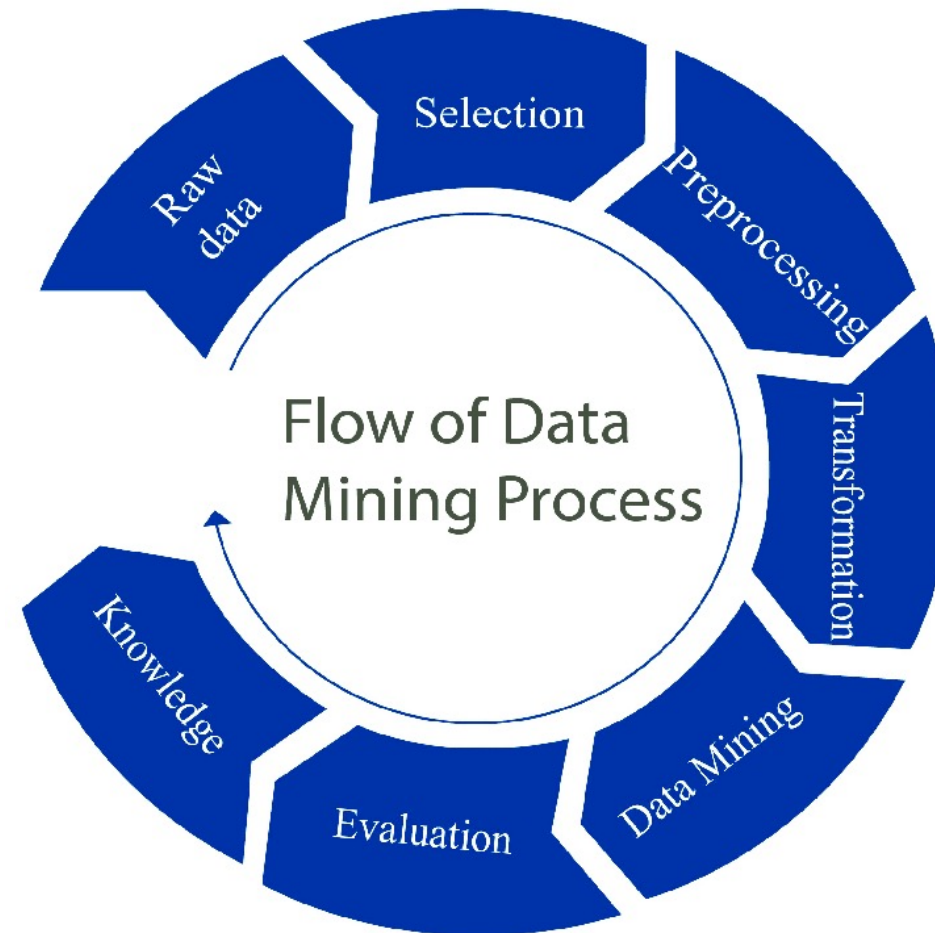 Raw
data
Selection
Preprocessing
Transformation
Data Mining
Evaluation
Knowledge
Flow of Data
Mining Process